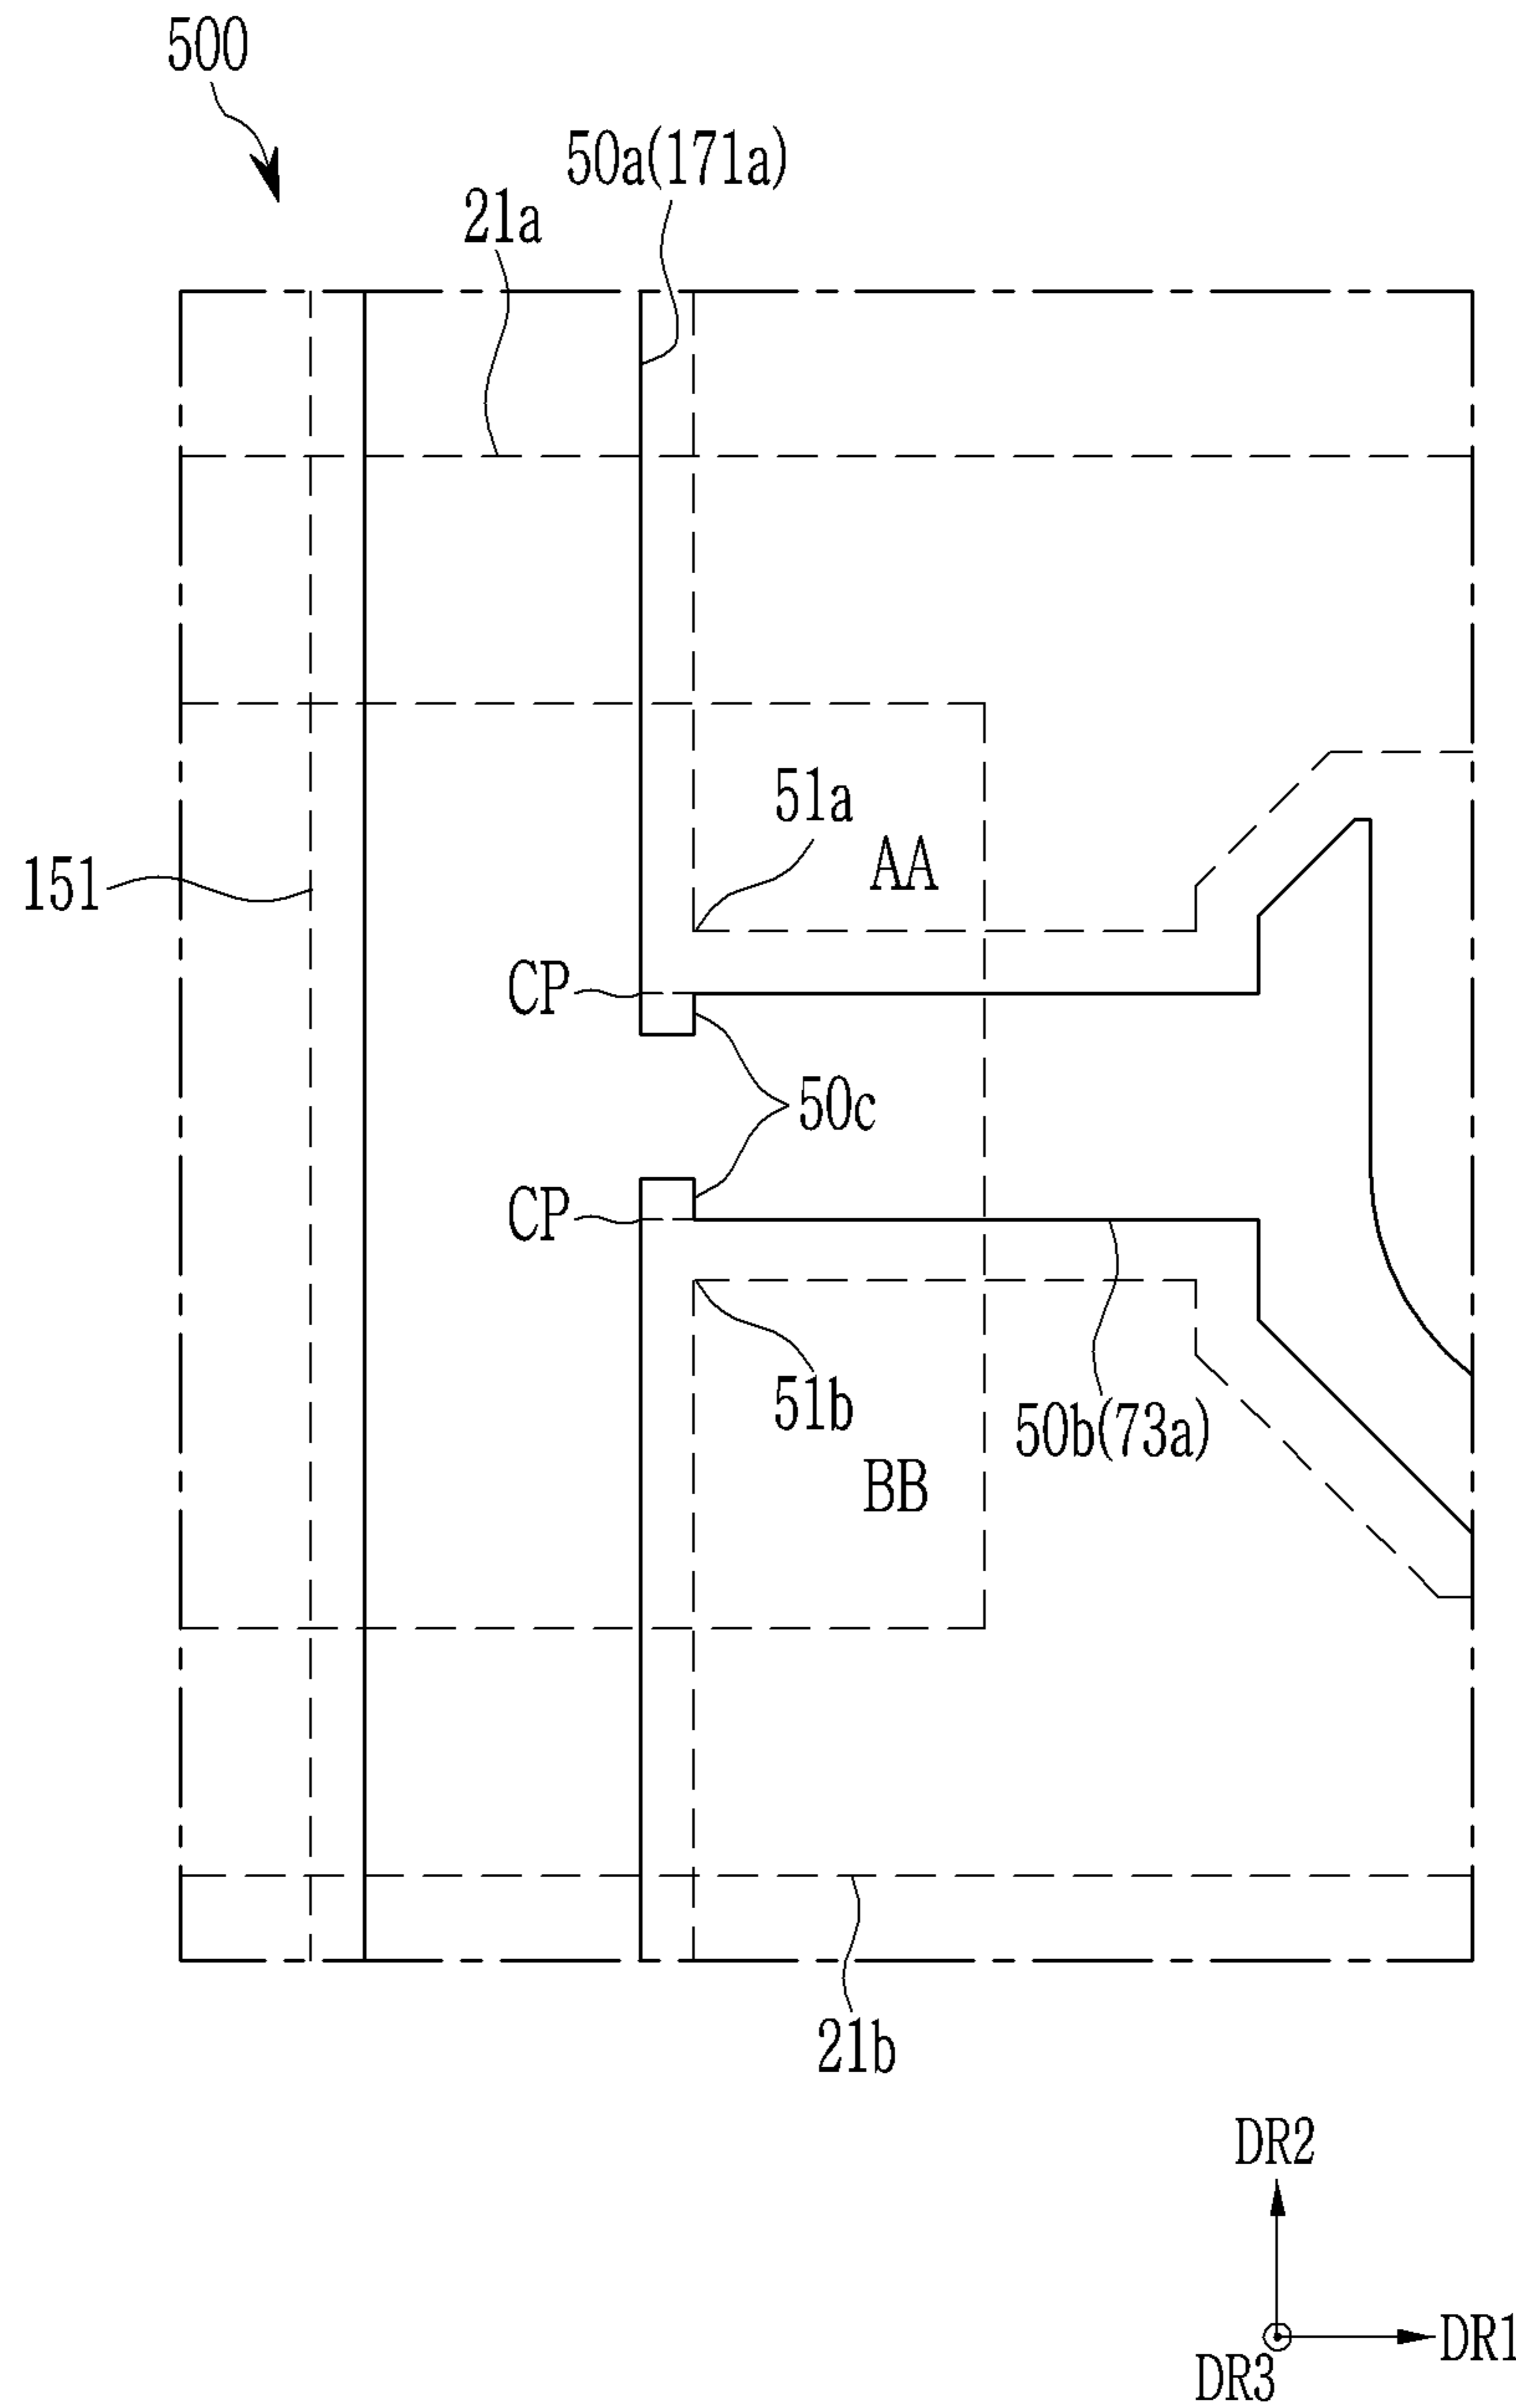 500
50a(171a)
21a
51a
AA
151
CP
50c
CP
51b
50b(73a)
BB
21b
DR2
DR1
DR3